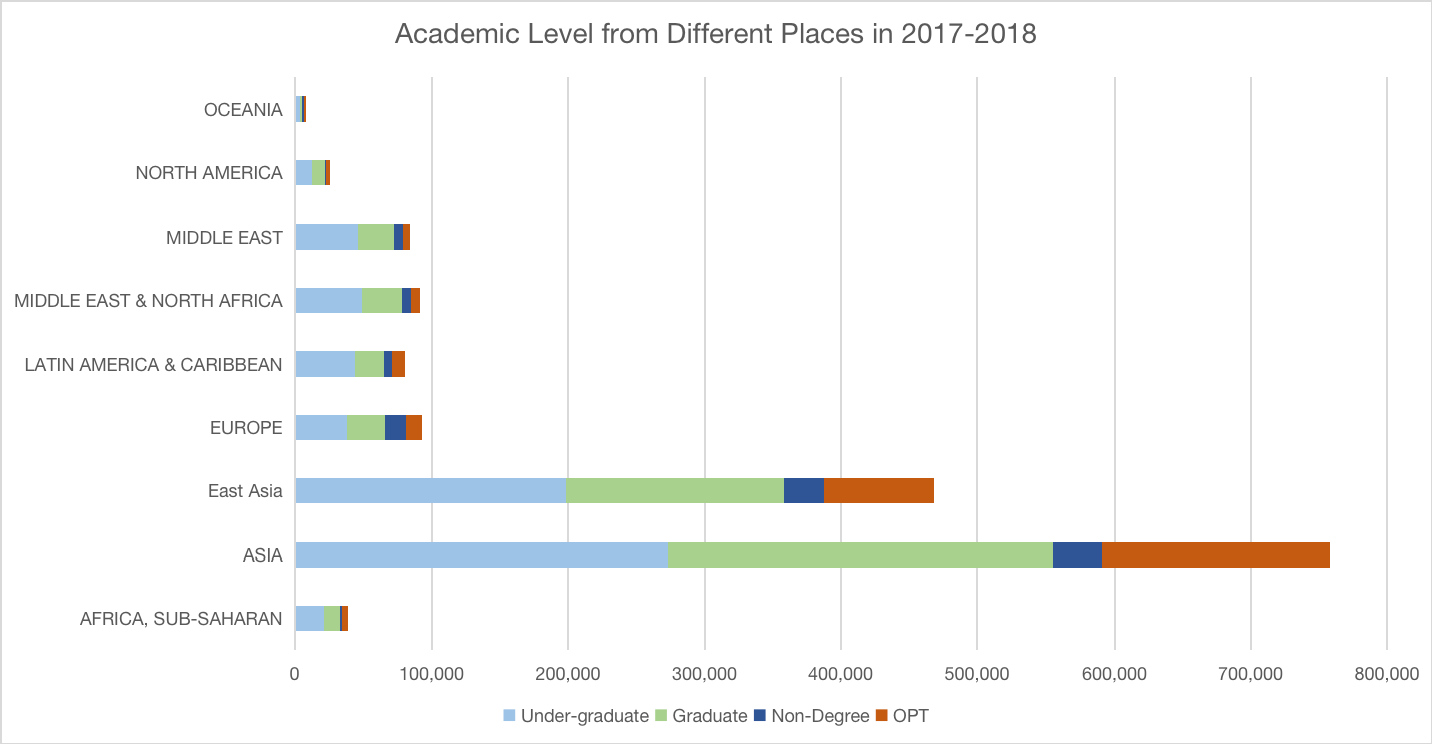 Academic Level from Different Places in 2017-2018
OCEANIA
NORTH AMERICA
MIDDLE EAST
MIDDLE EAST & NORTH AFRICA
LATIN AMERICA & CARIBBEAN
EUROPE
East Asia
ASIA
AFRICA, SUB-SAHARAN
0 100,000 200,000 300,000 400,000 500,000 600,000 700,000 800,000
Under-graduate Graduate Non-Degree OPT